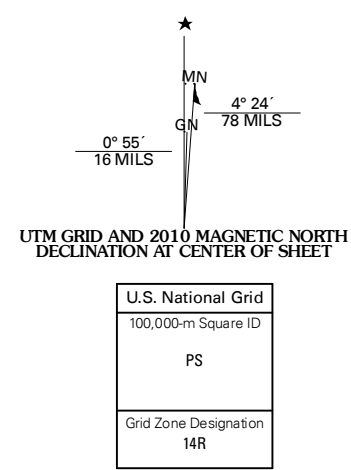 MN
4° 24´
78 MILS
GN
0° 55´
16 MILS
UTM GRID AND 2010 MAGNETIC NORTH
DECLINATION AT CENTER OF SHEET
U.S. National Grid
100,000-m Square ID
PS
Grid Zone Designation
14R